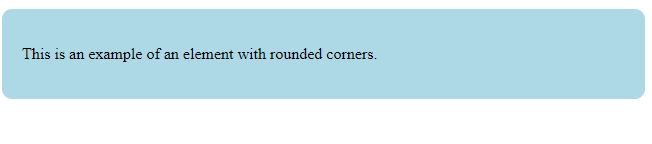 This is an example of an element with rounded corners.